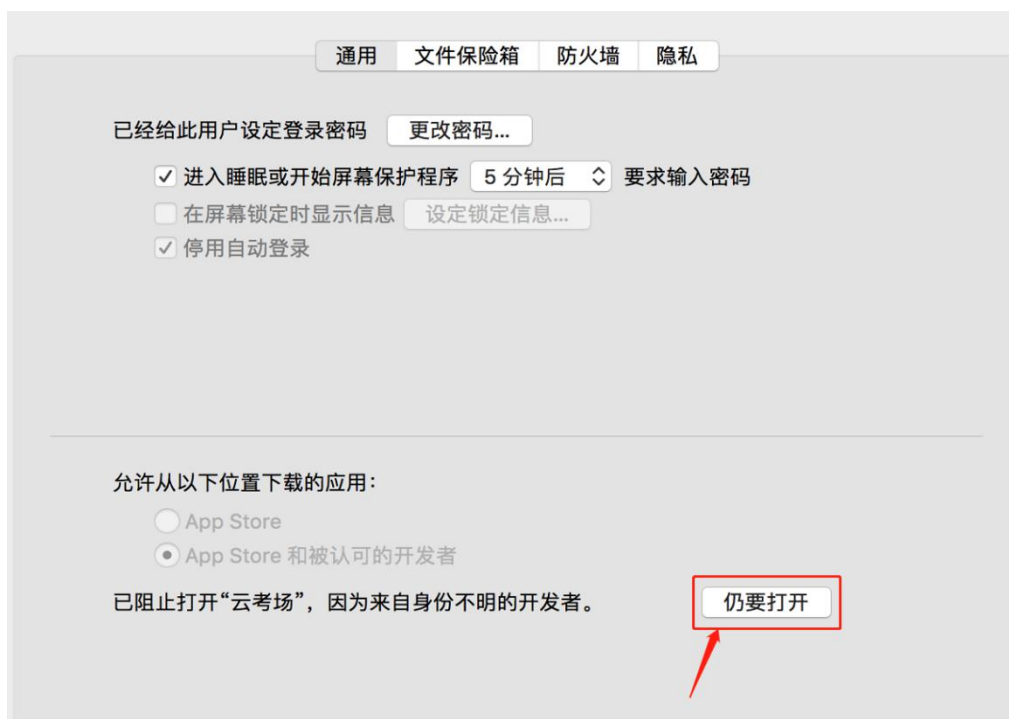 通用 文件保险箱 防火墙 隐私
已经给此用户设定登录密码 更改密码...
进入睡眠或开始屏幕保护程序 5 分钟后 要求输入密码
在屏幕锁定时显示信息 设定锁定信息...
停用自动登录
允许从以下位置下载的应用：
App Store
App Store 和被认可的开发者
已阻止打开“云考场”，因为来自身份不明的开发者。 仍要打开